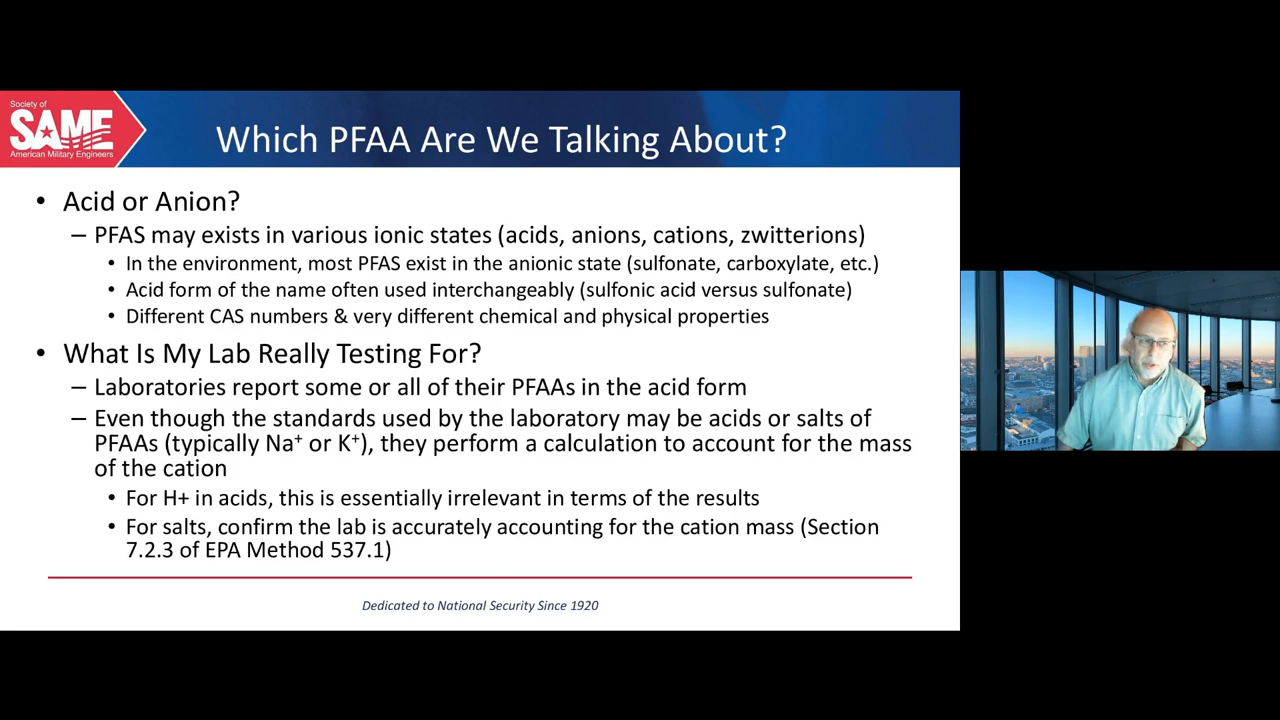 Society of
SAME
American Military Engineers
Which PFAA Are We Talking About?
• Acid or Anion?
– PFAS may exists in various ionic states (acids, anions, cations, zwitterions)
• In the environment, most PFAS exist in the anionic state (sulfonate, carboxylate, etc.)
• Acid form of the name often used interchangeably (sulfonic acid versus sulfonate)
• Different CAS numbers & very different chemical and physical properties
• What Is My Lab Really Testing For?
– Laboratories report some or all of their PFAAs in the acid form
– Even though the standards used by the laboratory may be acids or salts of
PFAAs (typically Na⁺ or K⁺), they perform a calculation to account for the mass
of the cation
• For H+ in acids, this is essentially irrelevant in terms of the results
• For salts, confirm the lab is accurately accounting for the cation mass (Section
7.2.3 of EPA Method 537.1)
Dedicated to National Security Since 1920